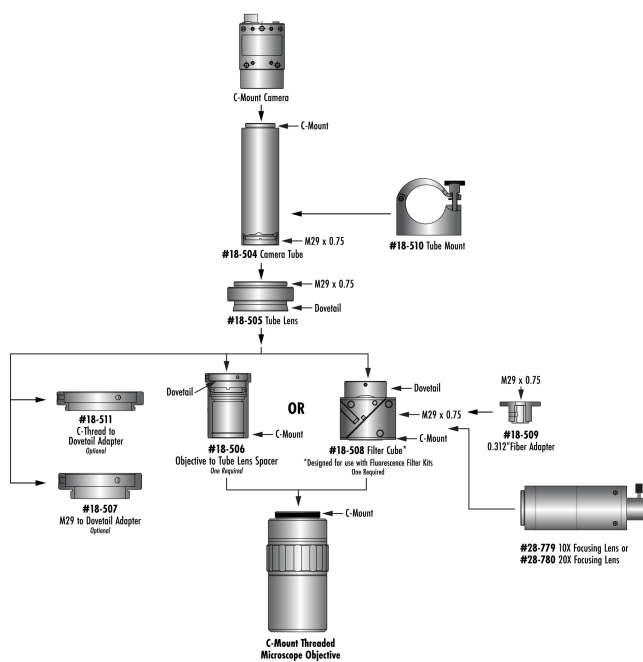 C-Mount Camera
C-Mount
M29 x 0.75
#18-504 Camera Tube
#18-510 Tube Mount
M29 x 0.75
Dovetail
#18-505 Tube Lens
#18-511
C-Thread to
Dovetail Adapter
Optional
#18-507
M29 to Dovetail Adapter
Optional
Dovetail
C-Mount
#18-506
Objective to Tube Lens Spacer
One Required
OR
Dovetail
M29 x 0.75
C-Mount
#18-508 Filter Cube*
*Designed for use with Fluorescence Filter Kits
One Required
M29 x 0.75
#18-509
0.312"Fiber Adapter
#28-779 10X Focusing Lens or
#28-780 20X Focusing Lens
C-Mount
C-Mount Threaded
Microscope Objective